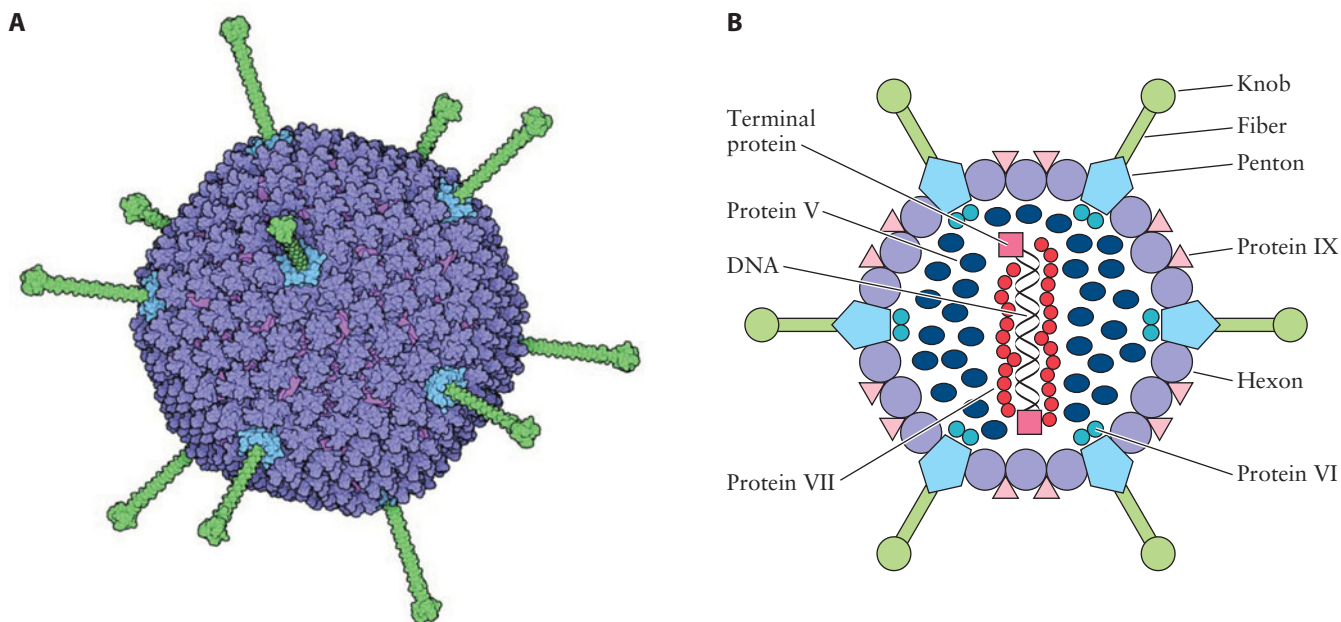 A
B
Knob
Terminal
protein
Fiber
Penton
Protein V
Protein IX
DNA
Hexon
Protein VII
Protein VI